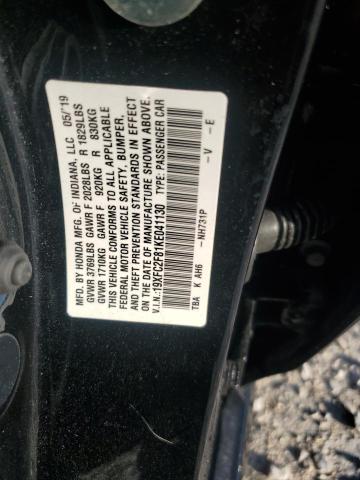 MFD. BY HONDA MFG. OF INDIANA, LLC 05/'19
GVWR 3769LBS GAWR F 2028LBS R 1829LBS
GVWR 1710KG GAWR F 920KG R 830KG
THIS VEHICLE CONFORMS TO ALL APPLICABLE
FEDERAL MOTOR VEHICLE SAFETY, BUMPER,
AND THEFT PREVENTION STANDARDS IN EFFECT
ON THE DATE OF MANUFACTURE SHOWN ABOVE.
V.I.N.:19XFC2F81KE041130 TYPE: PASSENGER CAR
-NH731P -V -E
TBA K AH6